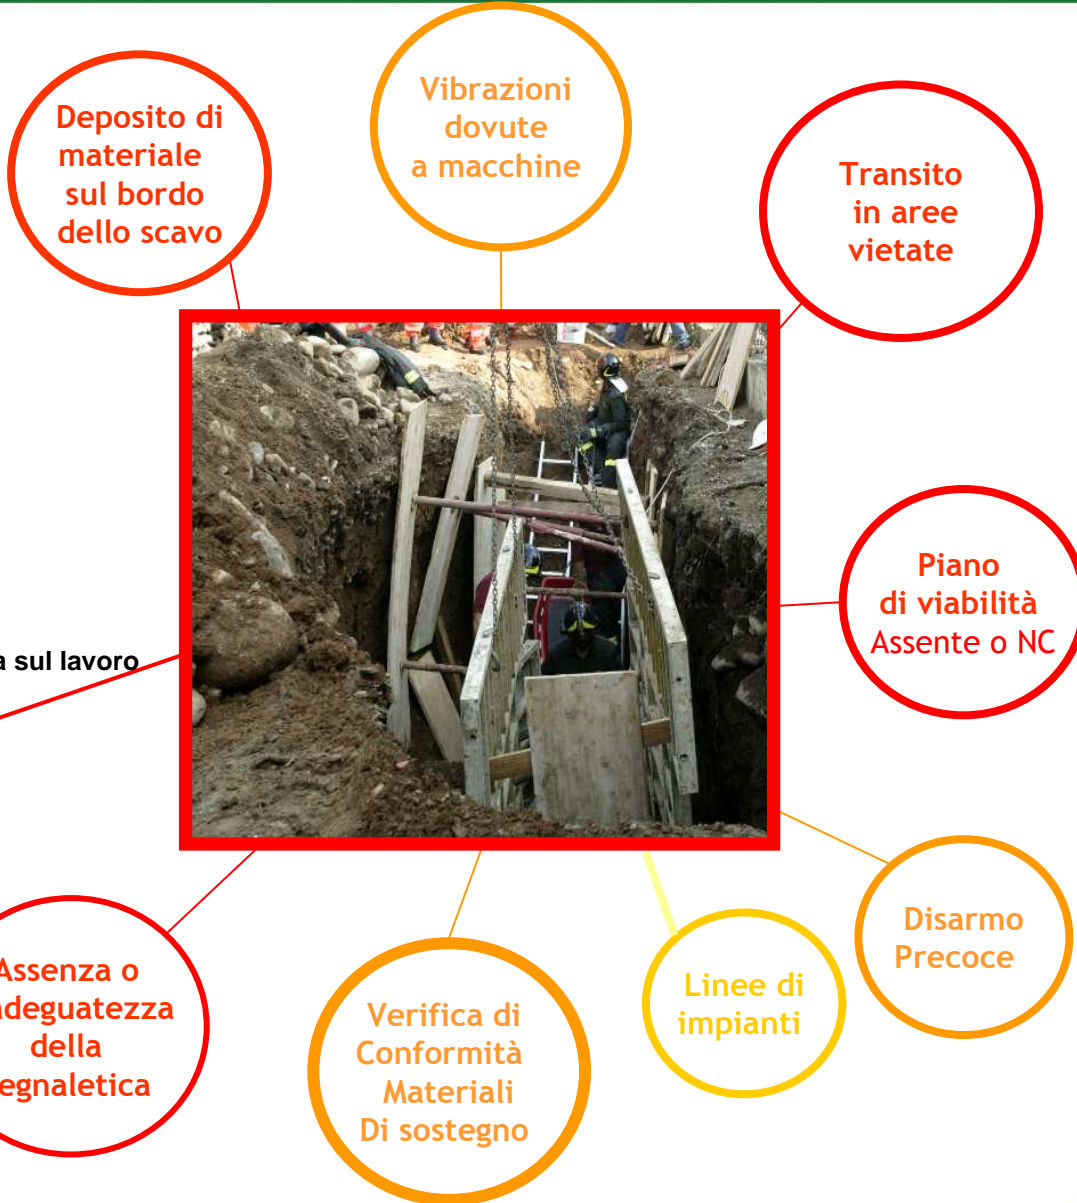 Deposito di
materiale
sul bordo
dello scavo
Vibrazioni
dovute
a macchine
Transito
in aree
vietate
Piano
di viabilità
Assente o NC
a sul lavoro
Disarmo
Precoce
Linee di
impianti
Verifica di
Conformità
Materiali
Di sostegno
Assenza o
adeguatezza
della
egnaletica